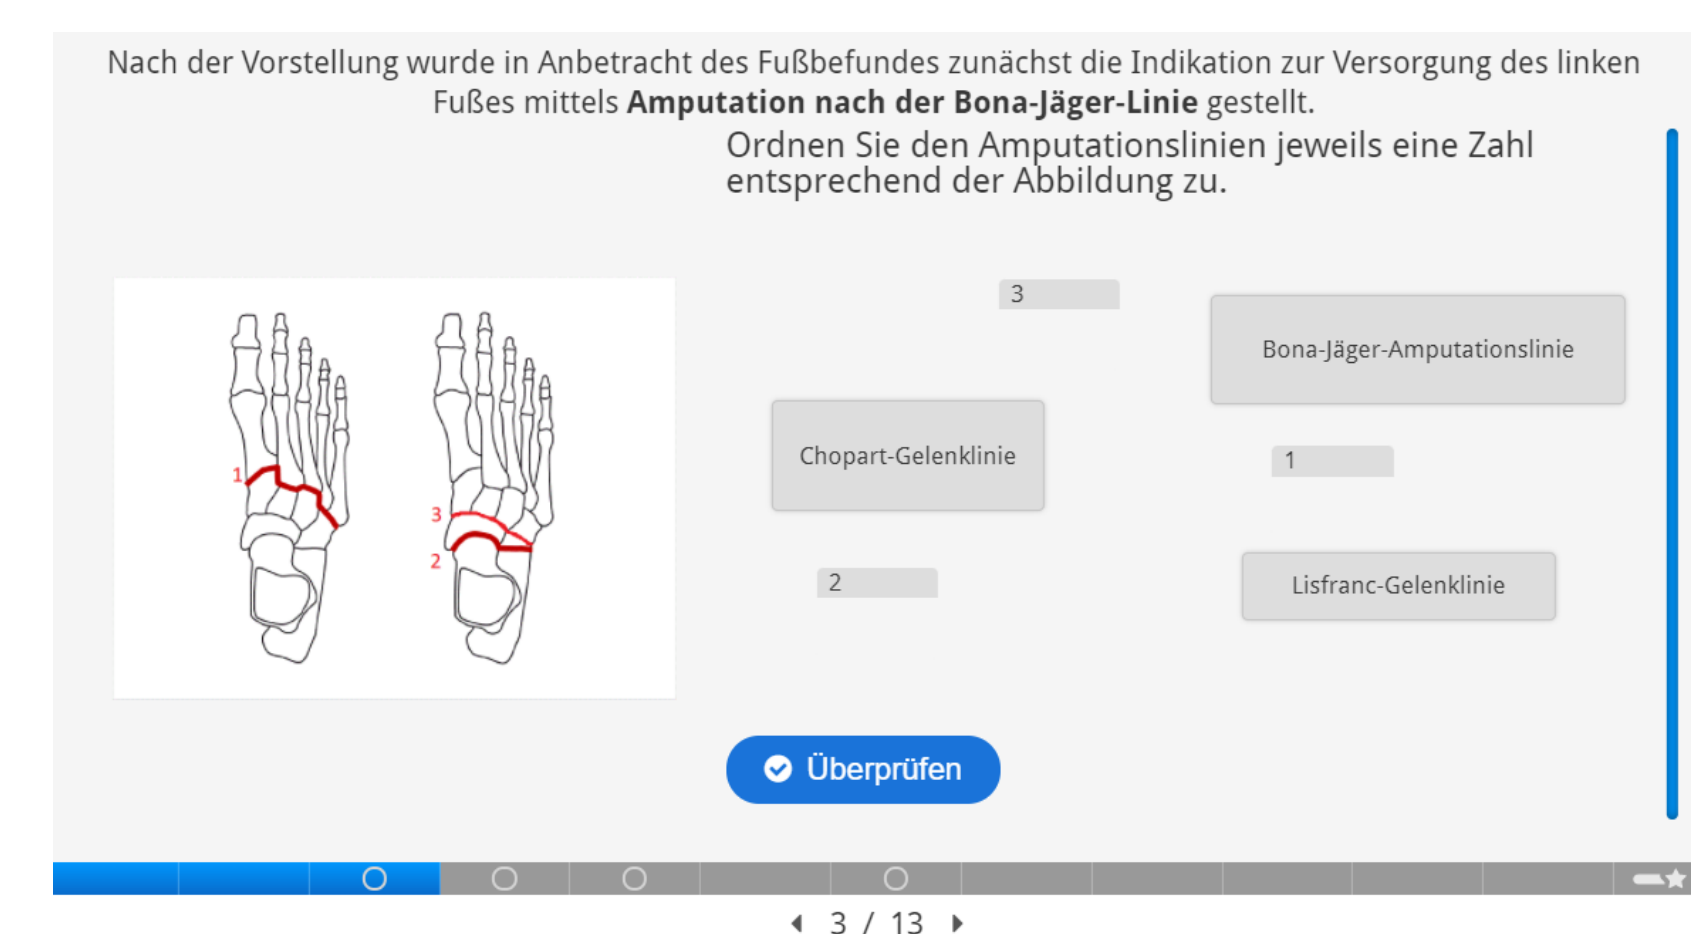 Nach der Vorstellung wurde in Anbetracht des Fußbefundes zunächst die Indikation zur Versorgung des linken
Fußes mittels Amputation nach der Bona-Jäger-Linie gestellt.
Ordnen Sie den Amputationslinien jeweils eine Zahl
entsprechend der Abbildung zu.
1
3
2
3
Bona-Jäger-Amputationslinie
Chopart-Gelenklinie
1
2
Lisfranc-Gelenklinie
Überprüfen
3 / 13